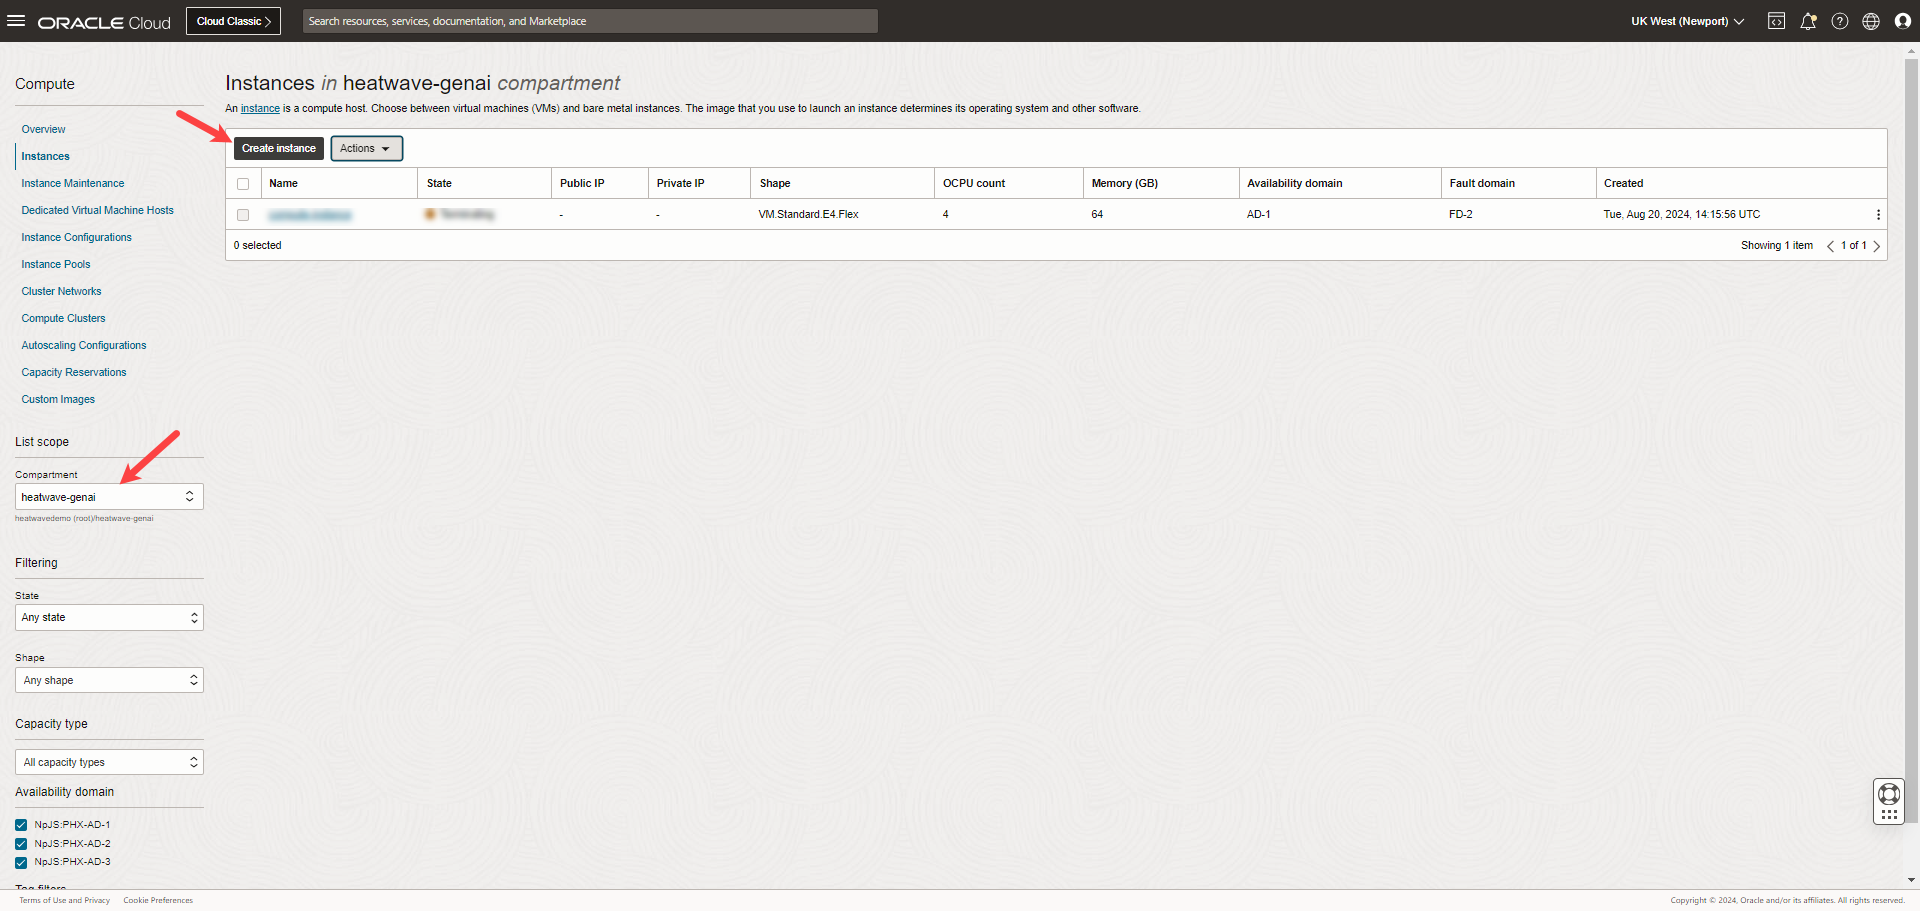 ORACLE Cloud
Cloud Classic >
Search resources, services, documentation, and Marketplace
UK West (Newport)
Compute
Overview
Instances
Instance Maintenance
Dedicated Virtual Machine Hosts
Instance Configurations
Instance Pools
Cluster Networks
Compute Clusters
Autoscaling Configurations
Capacity Reservations
Custom Images
List scope
Compartment
heatwave-genai
heatwavedemo (root)/heatwave-genai
Filtering
State
Any state
Shape
Any shape
Capacity type
All capacity types
Availability domain
NpJS:PHX-AD-1
NpJS:PHX-AD-2
NpJS:PHX-AD-3
Tag filters
Instances in heatwave-genai compartment
An instance is a compute host. Choose between virtual machines (VMs) and bare metal instances. The image that you use to launch an instance determines its operating system and other software.
Create instance Actions
Name State Public IP Private IP Shape OCPU count Memory (GB) Availability domain Fault domain Created
- - VM.Standard.E4.Flex 4 64 AD-1 FD-2 Tue, Aug 20, 2024, 14:15:56 UTC
0 selected Showing 1 item < 1 of 1 >
Terms of Use and Privacy Cookie Preferences
Copyright © 2024, Oracle and/or its affiliates. All rights reserved.